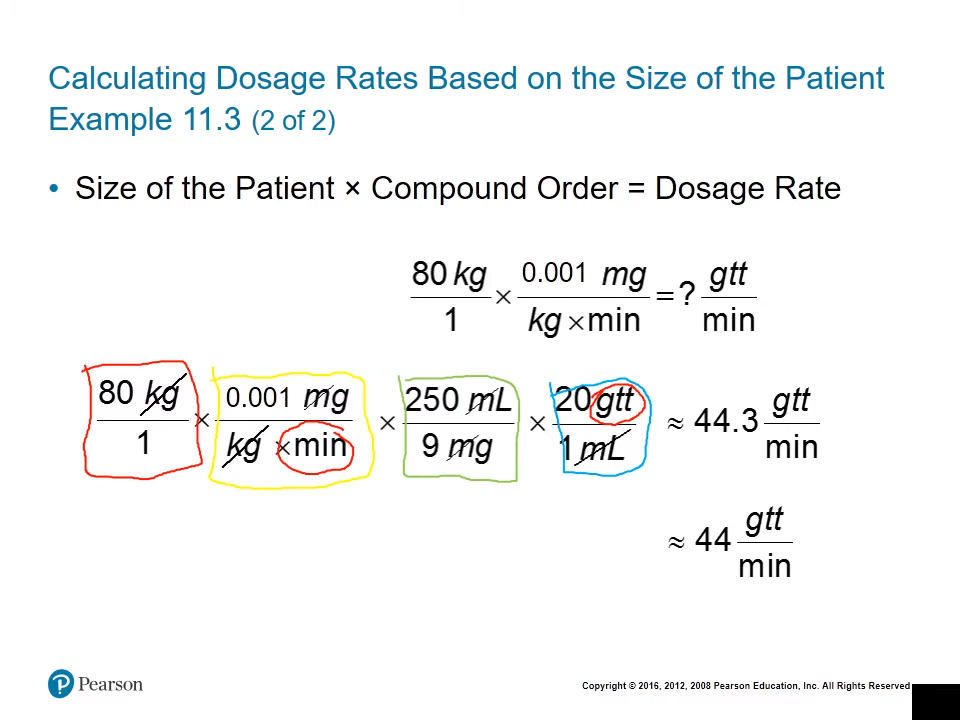 Calculating Dosage Rates Based on the Size of the Patient
Example 11.3 (2 of 2)
• Size of the Patient × Compound Order = Dosage Rate
80 kg/1 × 0.001 mg/kg × min = ? gtt/min
80 kg/1 × 0.001 mg/kg × min × 250 mL/9 mg × 20 gtt/1 mL ≈ 44.3 gtt/min
≈ 44 gtt/min
Pearson
Copyright © 2016, 2012, 2008 Pearson Education, Inc. All Rights Reserved